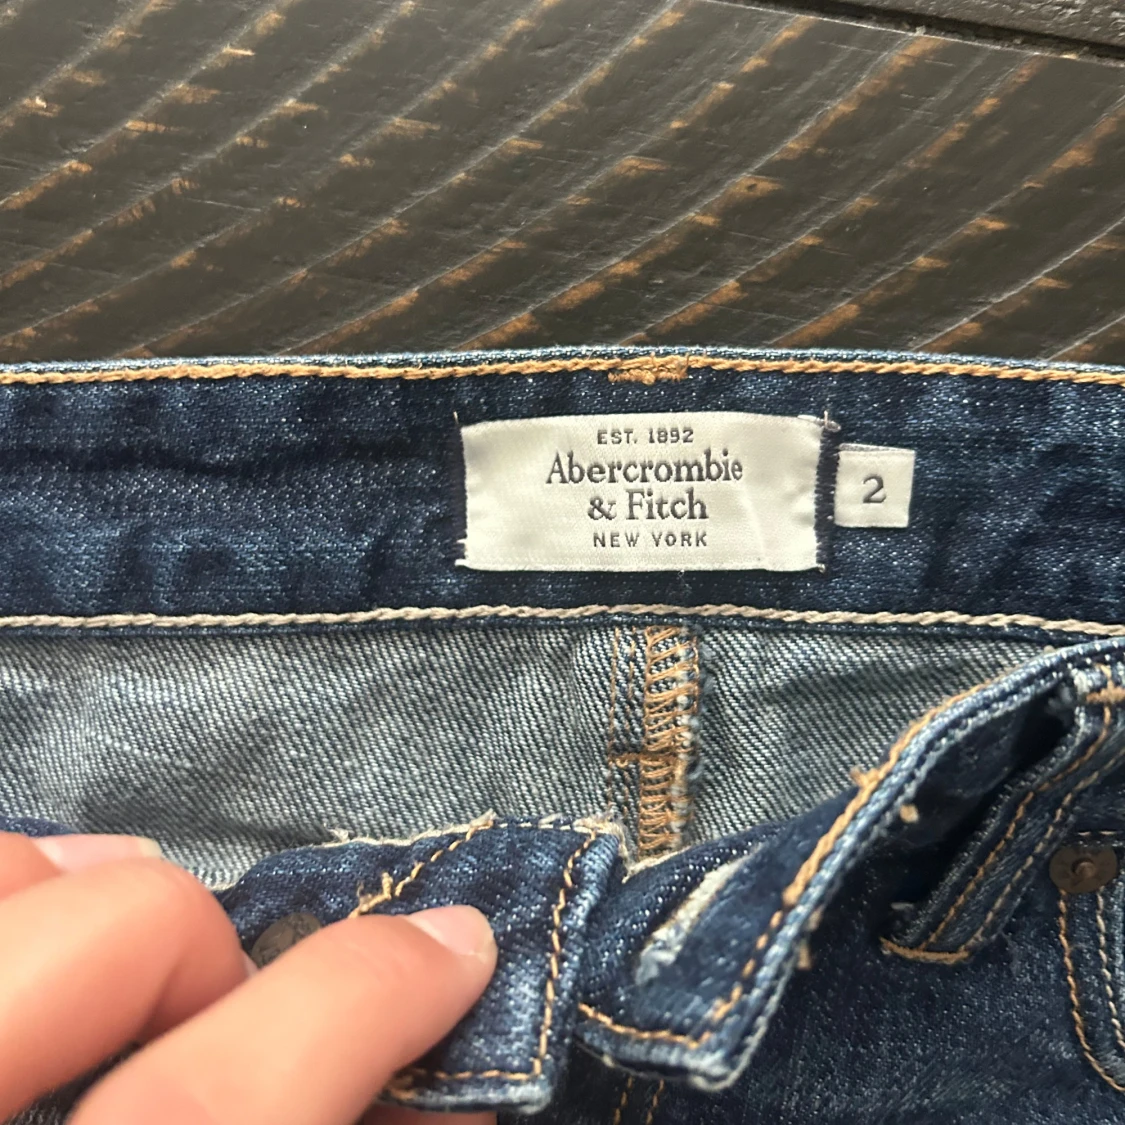 EST. 1892
Abercrombie
& Fitch
NEW YORK
2